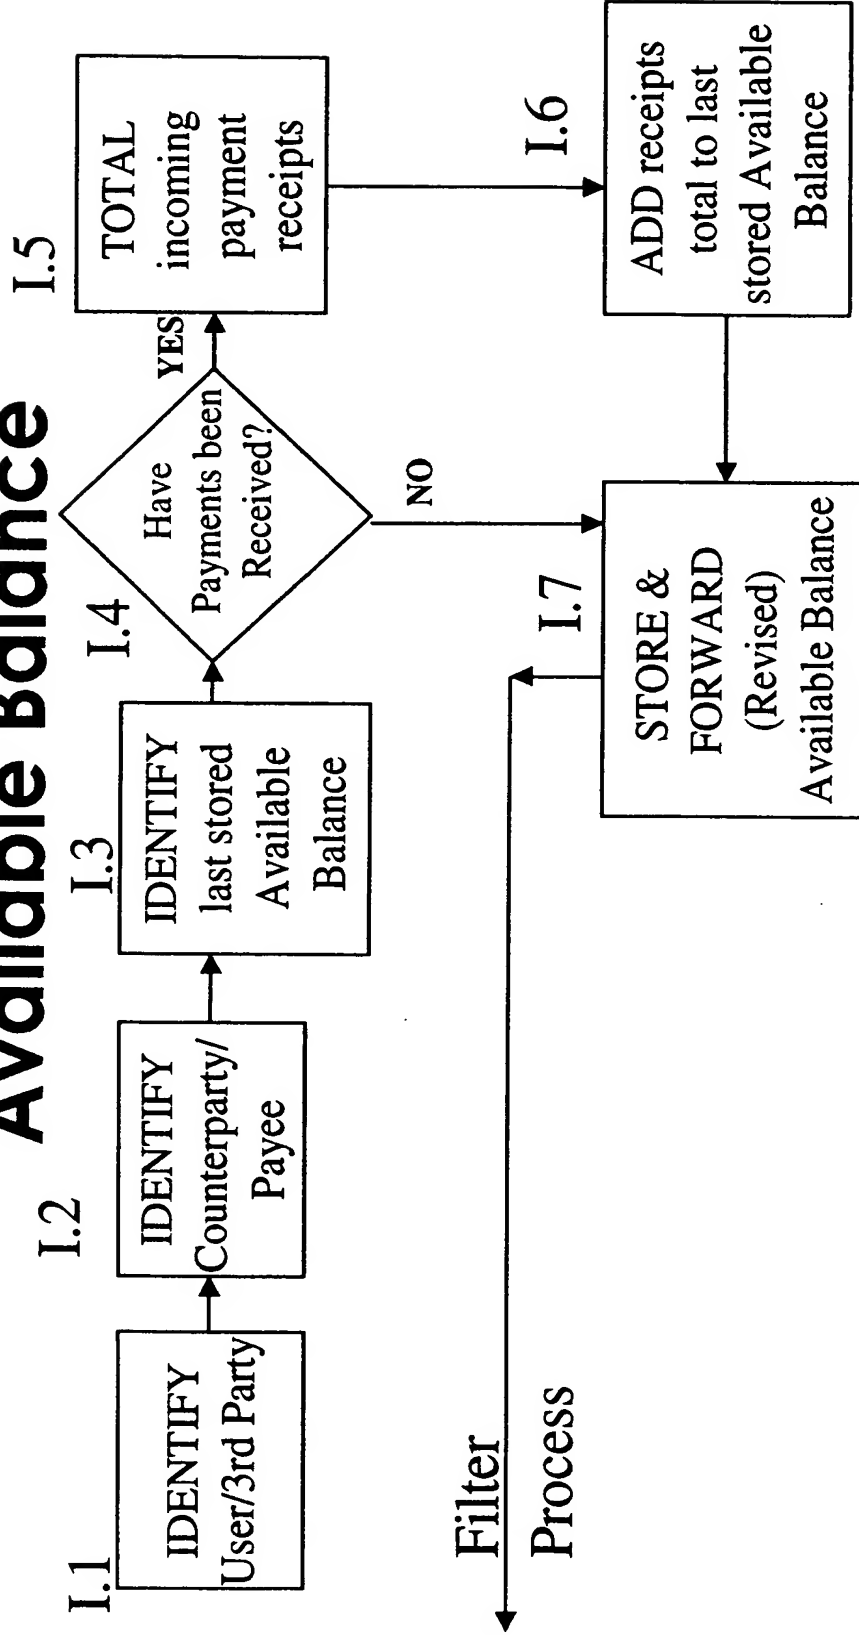 Available Balance
I.1
IDENTIFY
User/3rd Party
I.2
IDENTIFY
Counterparty/
Payee
I.3
IDENTIFY
last stored
Available
Balance
I.4
Have
Payments been
Received?
YES
NO
I.5
TOTAL
incoming
payment
receipts
I.6
ADD receipts
total to last
stored Available
Balance
I.7
STORE &
FORWARD
(Revised)
Available Balance
Filter
Process